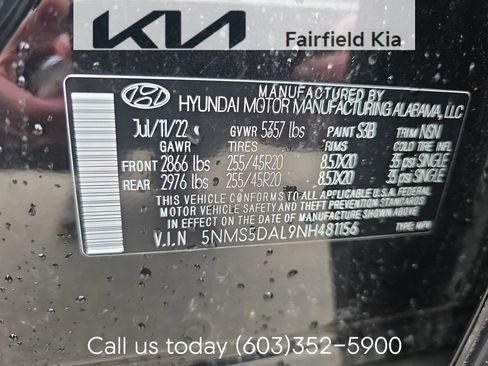 KIA Fairfield Kia
MANUFACTURED BY
HYUNDAI MOTOR MANUFACTURING ALABAMA, LLC
Jul/11/22 GVWR 5357 lbs PAINT S3B TRIM NSN
GAWR TIRES RIMS COLD TIRE INFL.
FRONT 2866 lbs 255/45R20 8.5JX20 35 psi SINGLE
REAR 2976 lbs 255/45R20 8.5JX20 35 psi SINGLE
THIS VEHICLE CONFORMS TO ALL APPLICABLE U.S. FEDERAL
MOTOR VEHICLE SAFETY AND THEFT PREVENTION STANDARDS
IN EFFECT ON THE DATE OF MANUFACTURE SHOWN ABOVE.
V.I.N 5NMS5DAL9NH481156 TYPE: MPV
Call us today (603)352-5900